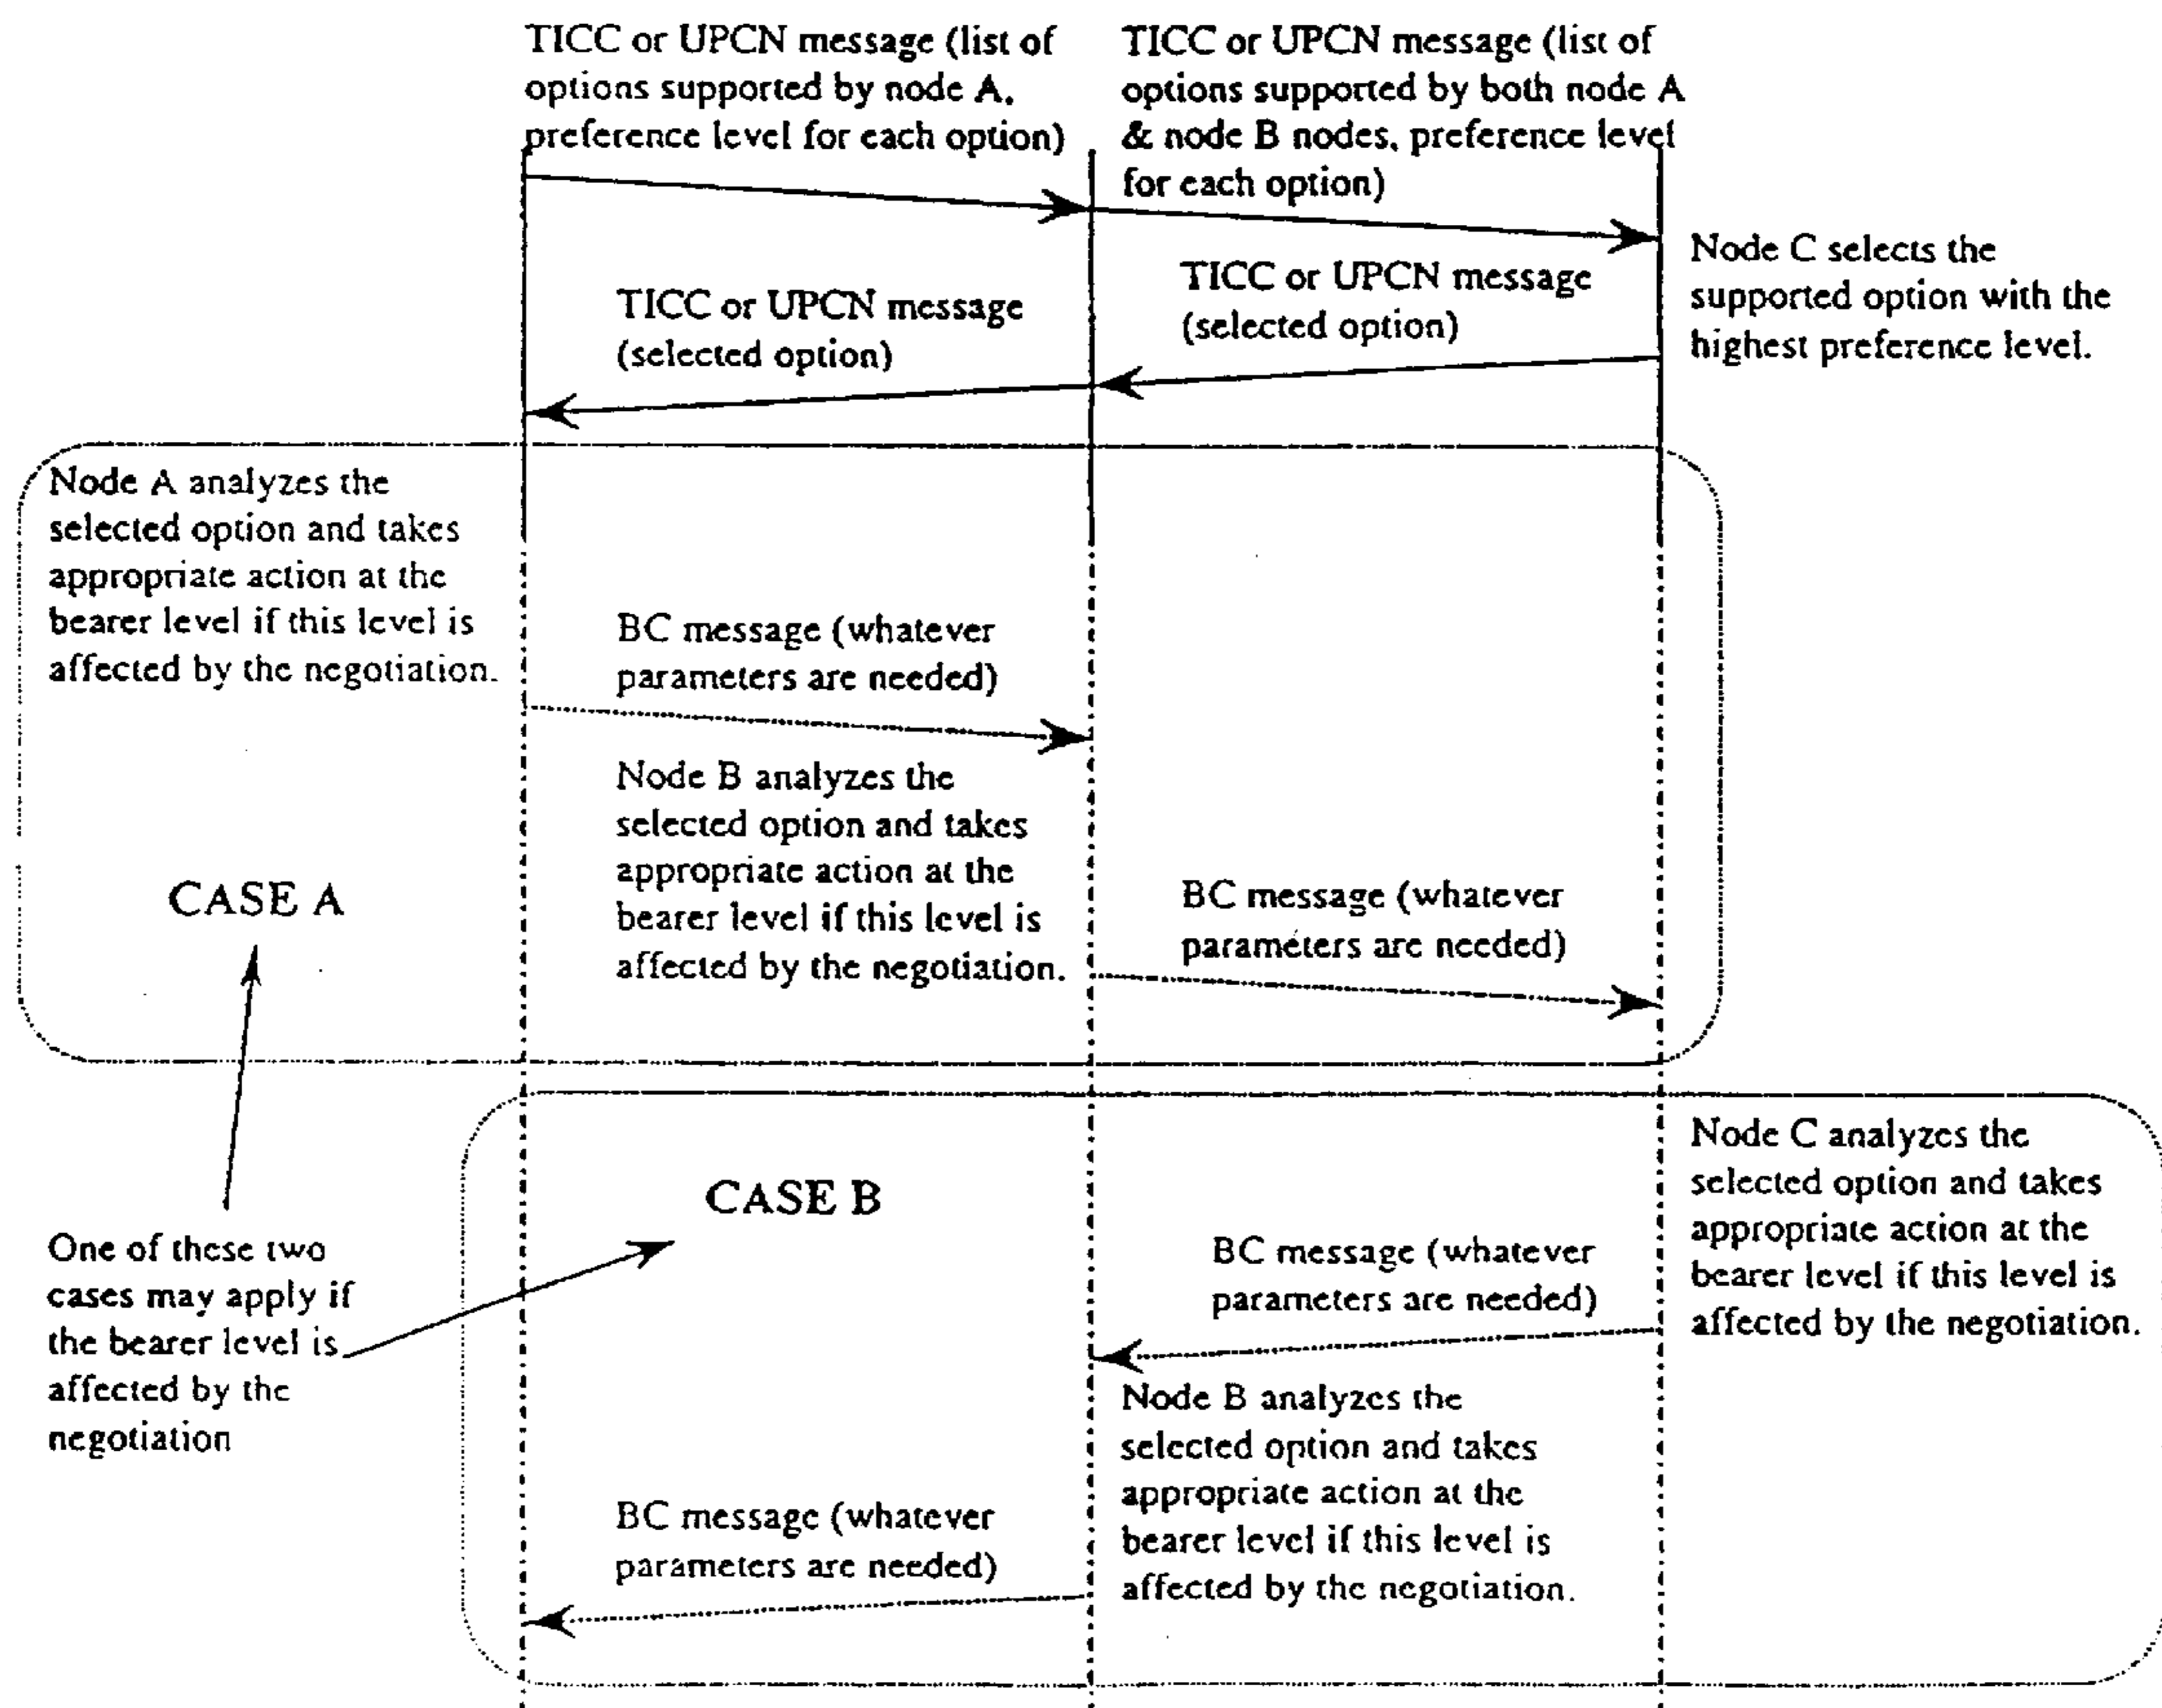 TICC or UPCN message (list of
options supported by node A,
preference level for each option)
TICC or UPCN message (list of
options supported by both node A
& node B nodes, preference level
for each option)
Node C selects the
supported option with the
highest preference level.
TICC or UPCN message
(selected option)
TICC or UPCN message
(selected option)
Node A analyzes the
selected option and takes
appropriate action at the
bearer level if this level is
affected by the negotiation.
BC message (whatever
parameters are needed)
Node B analyzes the
selected option and takes
appropriate action at the
bearer level if this level is
affected by the negotiation.
CASE A
BC message (whatever
parameters are needed)
Node C analyzes the
selected option and takes
appropriate action at the
bearer level if this level is
affected by the negotiation.
CASE B
One of these two
cases may apply if
the bearer level is
affected by the
negotiation
BC message (whatever
parameters are needed)
Node B analyzes the
selected option and takes
appropriate action at the
bearer level if this level is
affected by the negotiation.
BC message (whatever
parameters are needed)